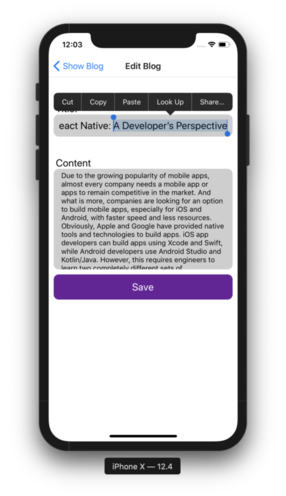 12:03
Show Blog
Edit Blog
Cut Copy Paste Look Up Share...
eact Native: A Developer's Perspective
Content
Due to the growing popularity of mobile apps,
almost every company needs a mobile app or
apps to remain competitive in the market. And
what is more, companies are looking for an option
to build mobile apps, especially for iOS and
Android, with faster speed and less resources.
Obviously, Apple and Google have provided native
tools and technologies to build apps. iOS app
developers can build apps using Xcode and Swift,
while Android developers use Android Studio and
Kotlin/Java. However, this requires engineers to
learn two completely different sets of
Save
iPhone X — 12.4